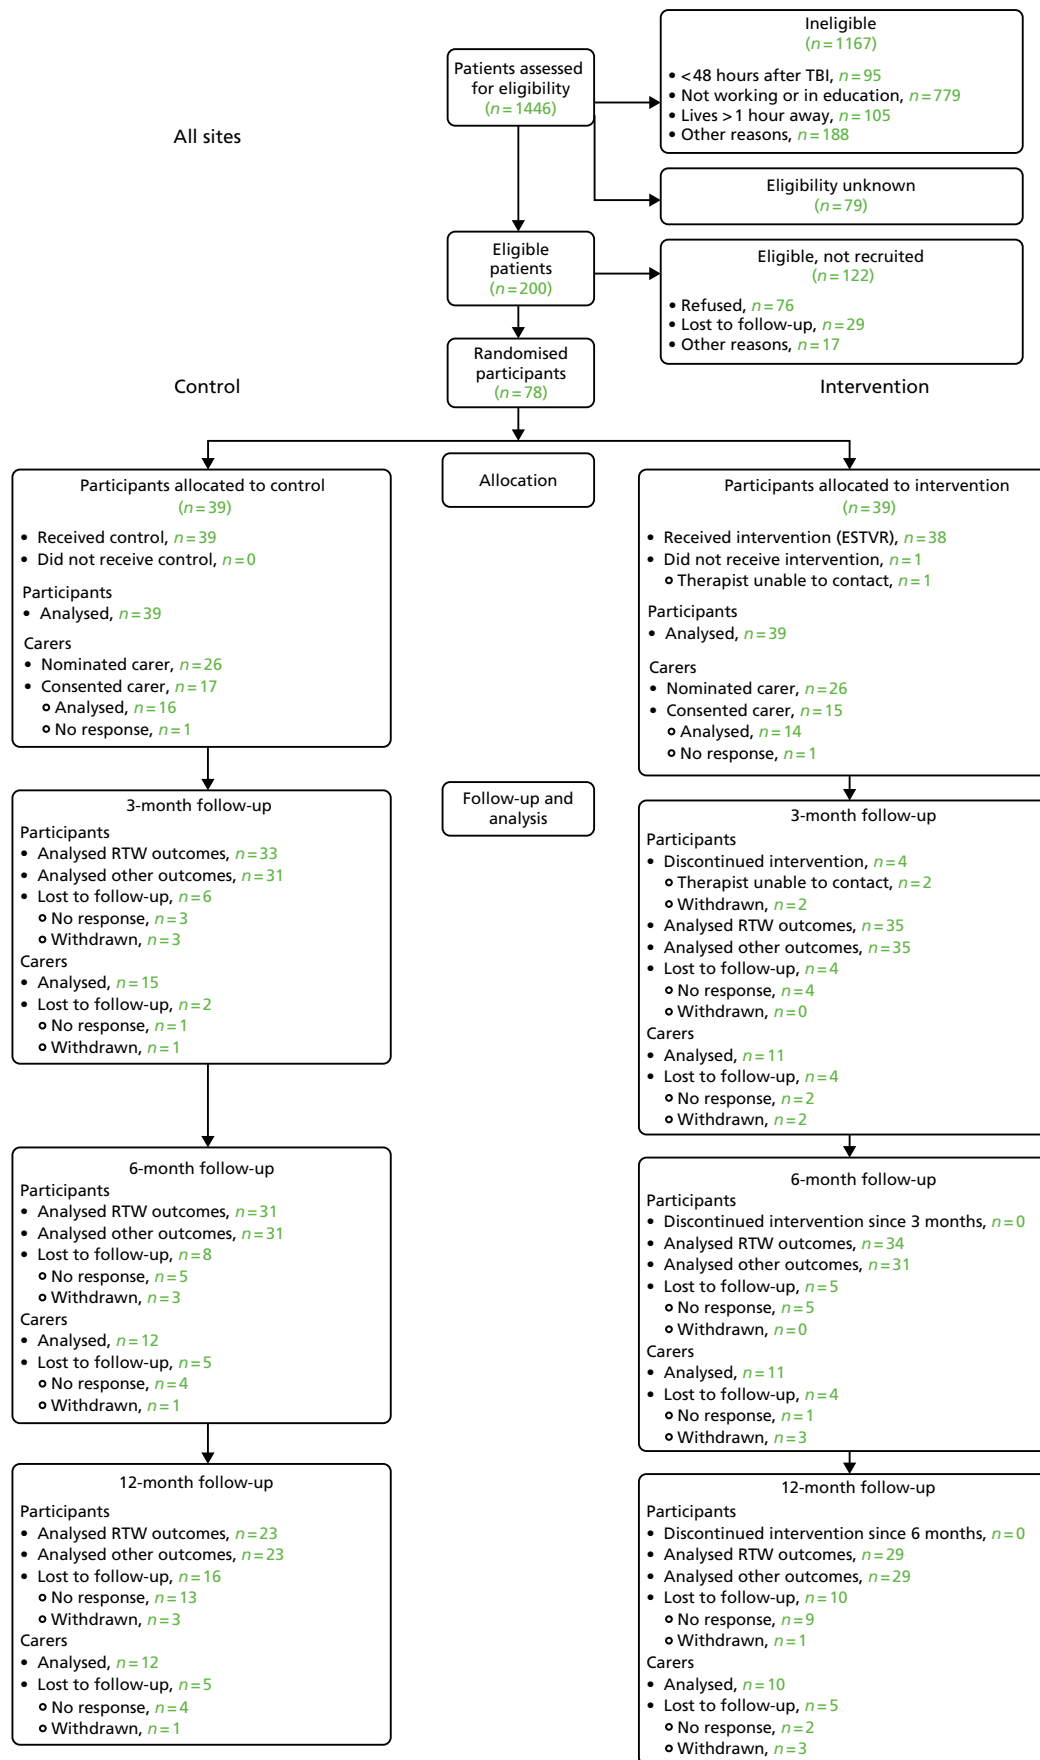 Ineligible
(n=1167)
• <48 hours after TBI, n=95
• Not working or in education, n=779
• Lives >1 hour away, n=105
• Other reasons, n=188
Patients assessed
for eligibility
(n=1446)
All sites
Eligibility unknown
(n=79)
Eligible
patients
(n=200)
Eligible, not recruited
(n=122)
• Refused, n=76
• Lost to follow-up, n=29
• Other reasons, n=17
Randomised
participants
(n=78)
Control
Intervention
Allocation
Participants allocated to control
(n=39)
• Received control, n=39
• Did not receive control, n=0
Participants
• Analysed, n=39
Carers
• Nominated carer, n=26
• Consented carer, n=17
Analysed, n=16
No response, n=1
Participants allocated to intervention
(n=39)
• Received intervention (ESTVR), n=38
• Did not receive intervention, n=1
Therapist unable to contact, n=1
Participants
• Analysed, n=39
Carers
• Nominated carer, n=26
• Consented carer, n=15
Analysed, n=14
No response, n=1
Follow-up and
analysis
3-month follow-up
Participants
• Analysed RTW outcomes, n=33
• Analysed other outcomes, n=31
• Lost to follow-up, n=6
No response, n=3
Withdrawn, n=3
Carers
• Analysed, n=15
• Lost to follow-up, n=2
No response, n=1
Withdrawn, n=1
3-month follow-up
Participants
• Discontinued intervention, n=4
Therapist unable to contact, n=2
Withdrawn, n=2
• Analysed RTW outcomes, n=35
• Analysed other outcomes, n=35
• Lost to follow-up, n=4
No response, n=4
Withdrawn, n=0
Carers
• Analysed, n=11
• Lost to follow-up, n=4
No response, n=2
Withdrawn, n=2
6-month follow-up
Participants
• Analysed RTW outcomes, n=31
• Analysed other outcomes, n=31
• Lost to follow-up, n=8
No response, n=5
Withdrawn, n=3
Carers
• Analysed, n=12
• Lost to follow-up, n=5
No response, n=4
Withdrawn, n=1
6-month follow-up
Participants
• Discontinued intervention since 3 months, n=0
• Analysed RTW outcomes, n=34
• Analysed other outcomes, n=31
• Lost to follow-up, n=5
No response, n=5
Withdrawn, n=0
Carers
• Analysed, n=11
• Lost to follow-up, n=4
No response, n=1
Withdrawn, n=3
12-month follow-up
Participants
• Analysed RTW outcomes, n=23
• Analysed other outcomes, n=23
• Lost to follow-up, n=16
No response, n=13
Withdrawn, n=3
Carers
• Analysed, n=12
• Lost to follow-up, n=5
No response, n=4
Withdrawn, n=1
12-month follow-up
Participants
• Discontinued intervention since 6 months, n=0
• Analysed RTW outcomes, n=29
• Analysed other outcomes, n=29
• Lost to follow-up, n=10
No response, n=9
Withdrawn, n=1
Carers
• Analysed, n=10
• Lost to follow-up, n=5
No response, n=2
Withdrawn, n=3